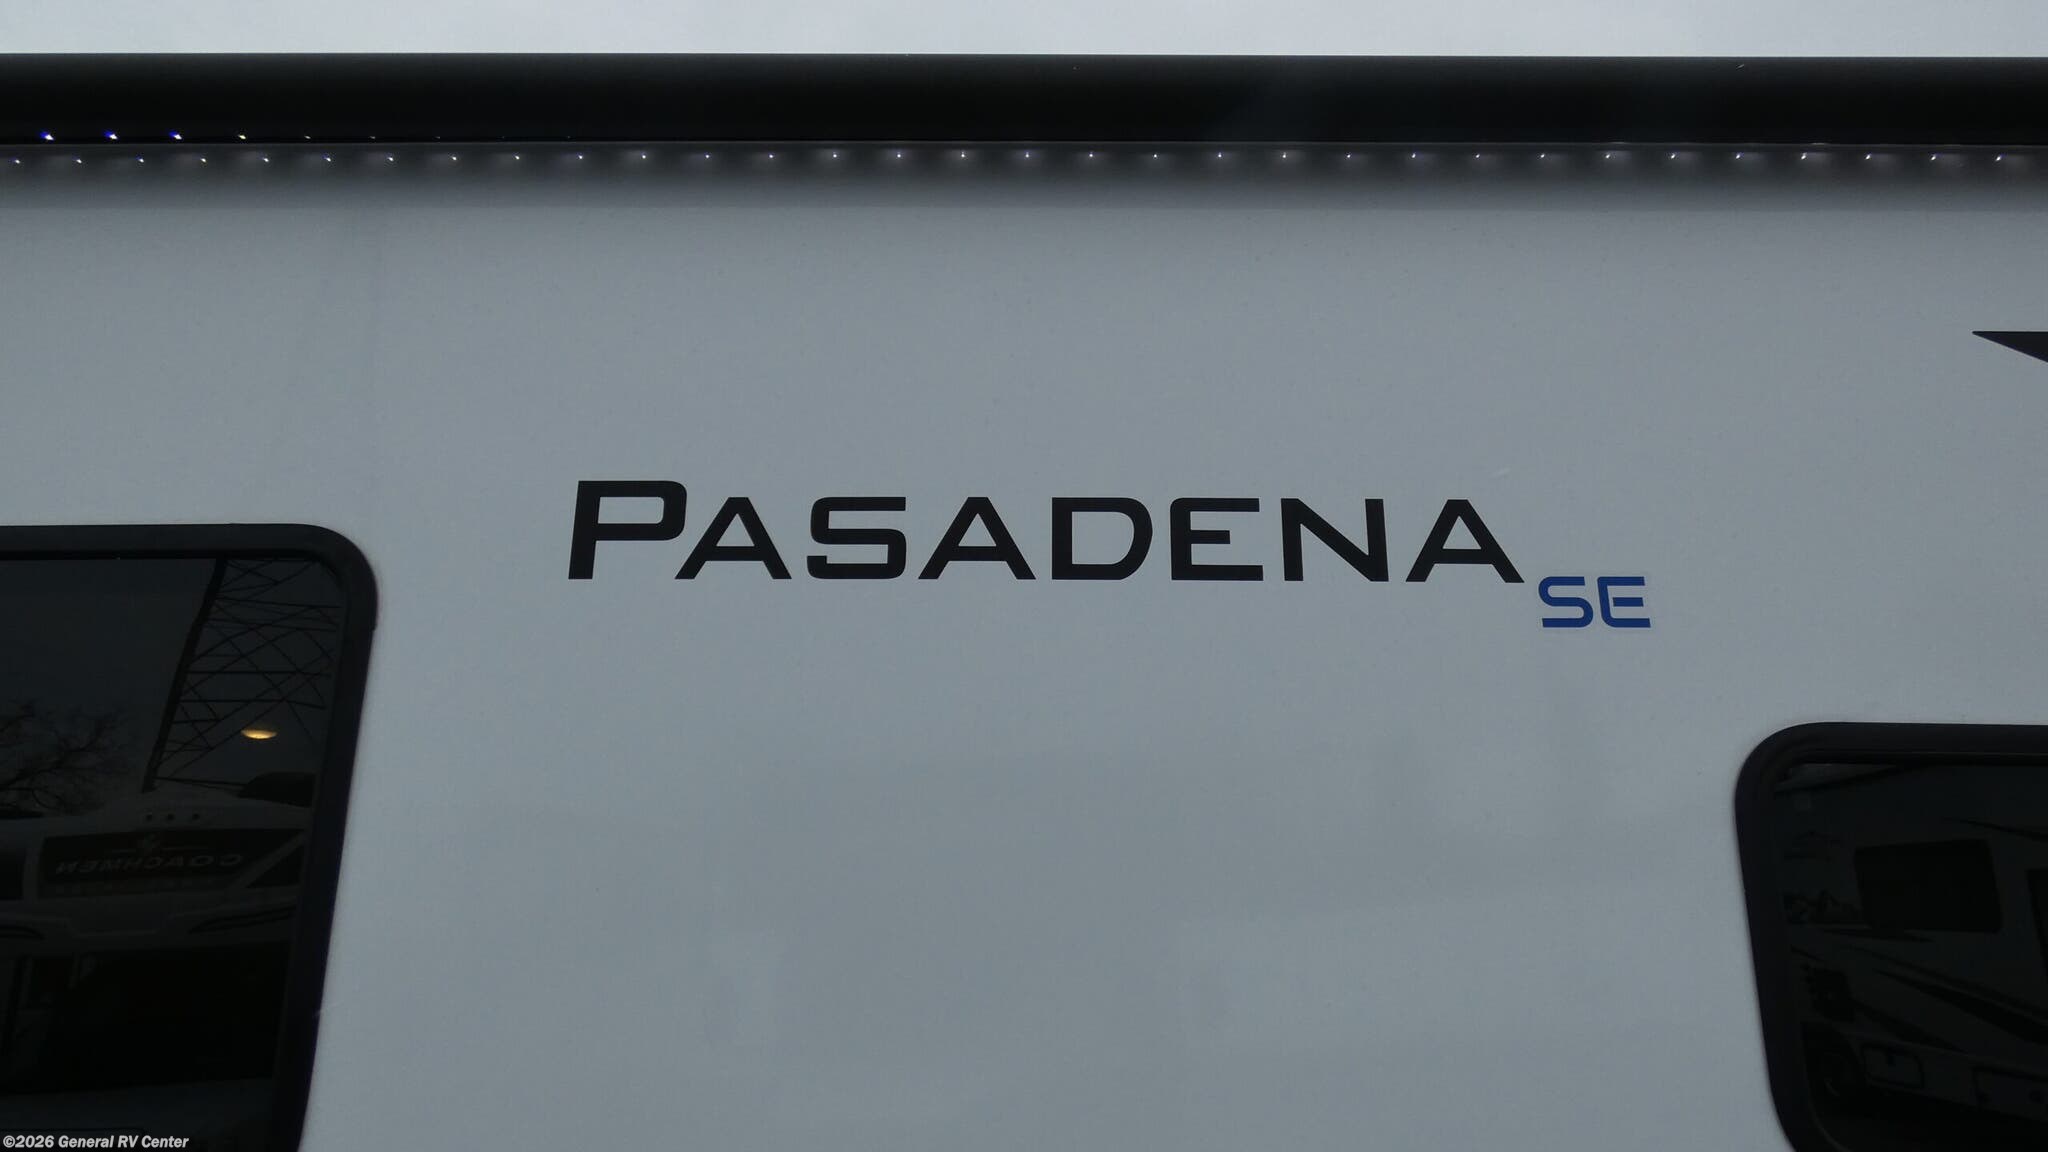 PASADENA SE
COACHMEN
©2026 General RV Center